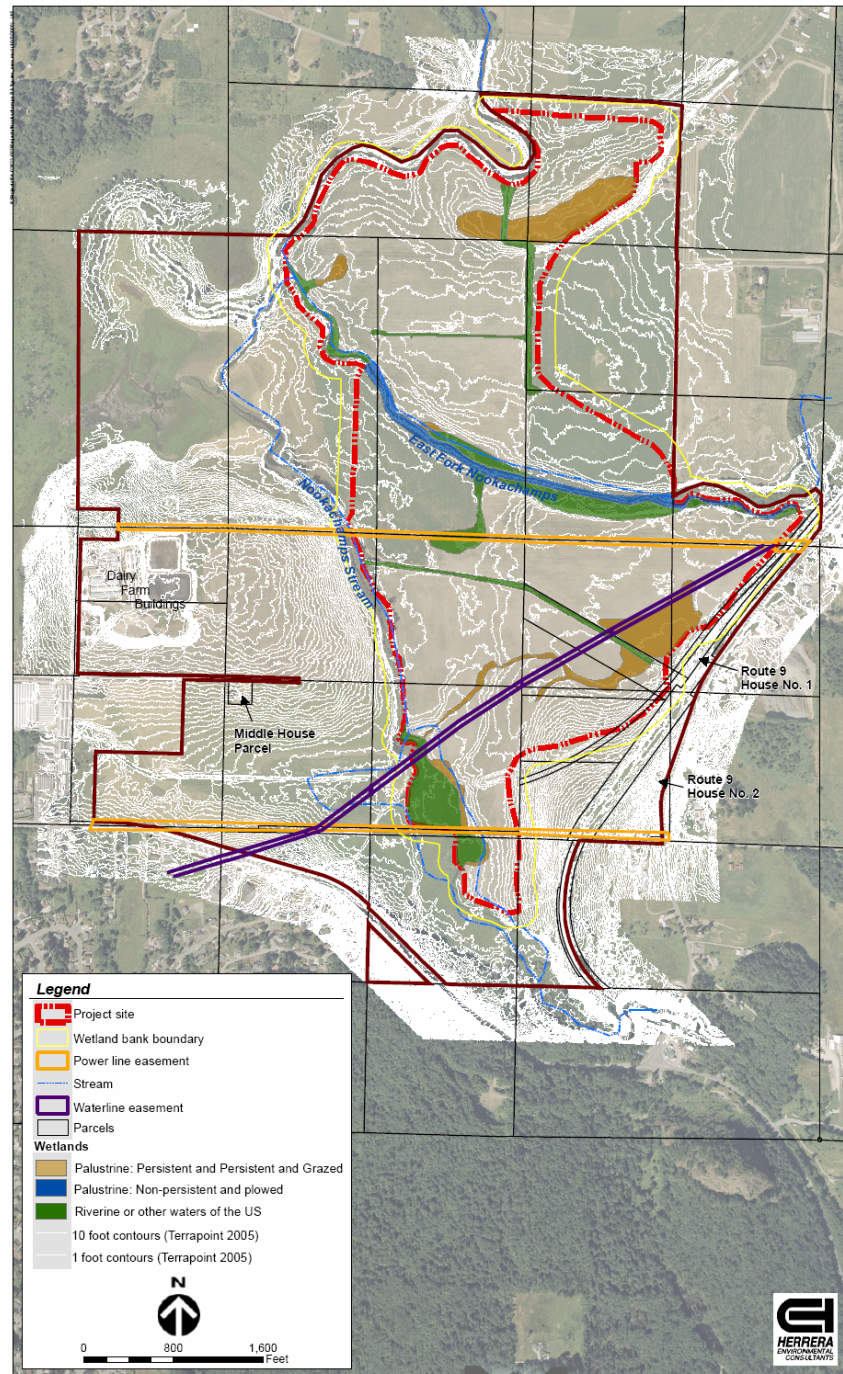 East Fork Nookachamps
Nookachamps Stream
Dairy
Farm
Buildings
Route 9
House No. 1
Middle House
Parcel
Route 9
House No. 2
Legend
Project site
Wetland bank boundary
Power line easement
Stream
Waterline easement
Parcels
Wetlands
Palustrine: Persistent and Persistent and Grazed
Palustrine: Non-persistent and plowed
Riverine or other waters of the US
10 foot contours (Terrapoint 2005)
1 foot contours (Terrapoint 2005)
N
0 800 1,600
Feet
HERRERA
ENVIRONMENTAL
CONSULTANTS